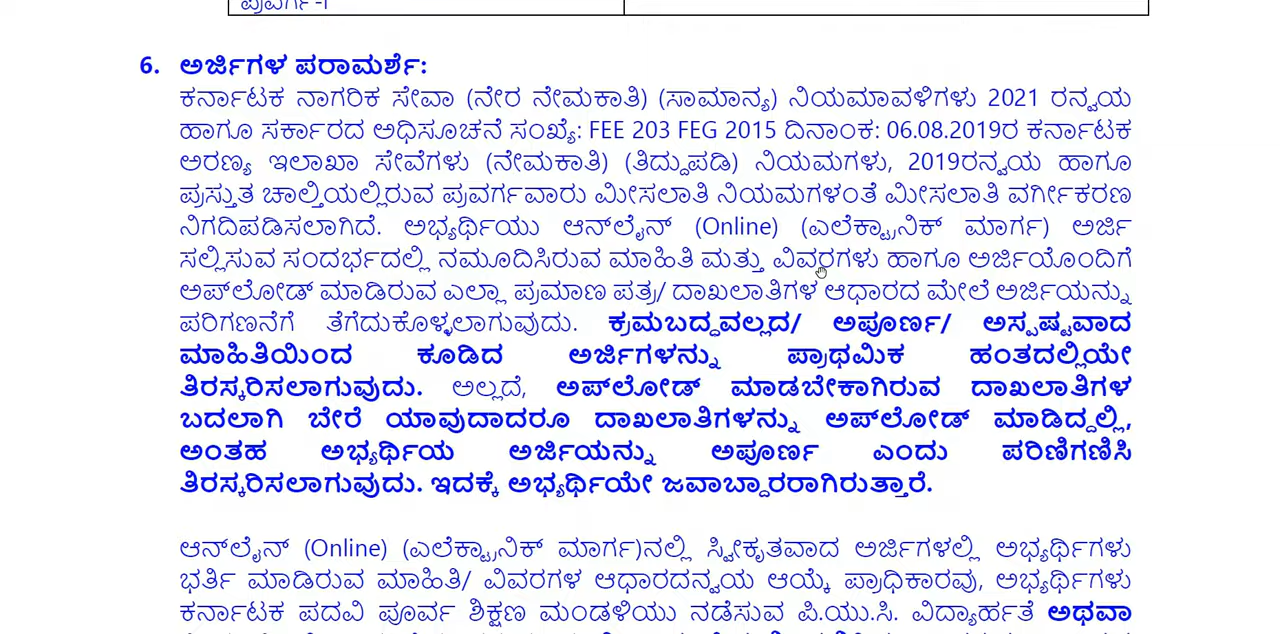 ಪ್ರವರ್ಗ -I
6. ಅರ್ಜಿಗಳ ಪರಾಮರ್ಶೆ:
ಕರ್ನಾಟಕ ನಾಗರಿಕ ಸೇವಾ (ನೇರ ನೇಮಕಾತಿ) (ಸಾಮಾನ್ಯ) ನಿಯಮಾವಳಿಗಳು 2021 ರನ್ವಯ
ಹಾಗೂ ಸರ್ಕಾರದ ಅಧಿಸೂಚನೆ ಸಂಖ್ಯೆ: FEE 203 FEG 2015 ದಿನಾಂಕ: 06.08.2019ರ ಕರ್ನಾಟಕ
ಅರಣ್ಯ ಇಲಾಖಾ ಸೇವೆಗಳು (ನೇಮಕಾತಿ) (ತಿದ್ದುಪಡಿ) ನಿಯಮಗಳು, 2019ರನ್ವಯ ಹಾಗೂ
ಪ್ರಸ್ತುತ ಚಾಲ್ತಿಯಲ್ಲಿರುವ ಪ್ರವರ್ಗವಾರು ಮೀಸಲಾತಿ ನಿಯಮಗಳಂತೆ ಮೀಸಲಾತಿ ವರ್ಗೀಕರಣ
ನಿಗದಿಪಡಿಸಲಾಗಿದೆ. ಅಭ್ಯರ್ಥಿಯು ಆನ್‌ಲೈನ್ (Online) (ಎಲೆಕ್ಟ್ರಾನಿಕ್ ಮಾರ್ಗ) ಅರ್ಜಿ
ಸಲ್ಲಿಸುವ ಸಂದರ್ಭದಲ್ಲಿ ನಮೂದಿಸಿರುವ ಮಾಹಿತಿ ಮತ್ತು ವಿವರಗಳು ಹಾಗೂ ಅರ್ಜಿಯೊಂದಿಗೆ
ಅಪ್‌ಲೋಡ್ ಮಾಡಿರುವ ಎಲ್ಲಾ ಪ್ರಮಾಣ ಪತ್ರ/ ದಾಖಲಾತಿಗಳ ಆಧಾರದ ಮೇಲೆ ಅರ್ಜಿಯನ್ನು
ಪರಿಗಣನೆಗೆ ತೆಗೆದುಕೊಳ್ಳಲಾಗುವುದು. ಕ್ರಮಬದ್ಧವಲ್ಲದ/ ಅಪೂರ್ಣ/ ಅಸ್ಪಷ್ಟವಾದ
ಮಾಹಿತಿಯಿಂದ ಕೂಡಿದ ಅರ್ಜಿಗಳನ್ನು ಪ್ರಾಥಮಿಕ ಹಂತದಲ್ಲಿಯೇ
ತಿರಸ್ಕರಿಸಲಾಗುವುದು. ಅಲ್ಲದೆ, ಅಪ್‌ಲೋಡ್ ಮಾಡಬೇಕಾಗಿರುವ ದಾಖಲಾತಿಗಳ
ಬದಲಾಗಿ ಬೇರೆ ಯಾವುದಾದರೂ ದಾಖಲಾತಿಗಳನ್ನು ಅಪ್‌ಲೋಡ್ ಮಾಡಿದ್ದಲ್ಲಿ,
ಅಂತಹ ಅಭ್ಯರ್ಥಿಯ ಅರ್ಜಿಯನ್ನು ಅಪೂರ್ಣ ಎಂದು ಪರಿಣಿಗಣಿಸಿ
ತಿರಸ್ಕರಿಸಲಾಗುವುದು. ಇದಕ್ಕೆ ಅಭ್ಯರ್ಥಿಯೇ ಜವಾಬ್ದಾರರಾಗಿರುತ್ತಾರೆ.
ಆನ್‌ಲೈನ್ (Online) (ಎಲೆಕ್ಟ್ರಾನಿಕ್ ಮಾರ್ಗ)ನಲ್ಲಿ ಸ್ವೀಕೃತವಾದ ಅರ್ಜಿಗಳಲ್ಲಿ ಅಭ್ಯರ್ಥಿಗಳು
ಭರ್ತಿ ಮಾಡಿರುವ ಮಾಹಿತಿ/ ವಿವರಗಳ ಆಧಾರದನ್ವಯ ಆಯ್ಕೆ ಪ್ರಾಧಿಕಾರವು, ಅಭ್ಯರ್ಥಿಗಳು
ಕರ್ನಾಟಕ ಪದವಿ ಪೂರ್ವ ಶಿಕ್ಷಣ ಮಂಡಳಿಯು ನಡೆಸುವ ಪಿ.ಯು.ಸಿ. ವಿದ್ಯಾರ್ಹತೆ ಅಥವಾ